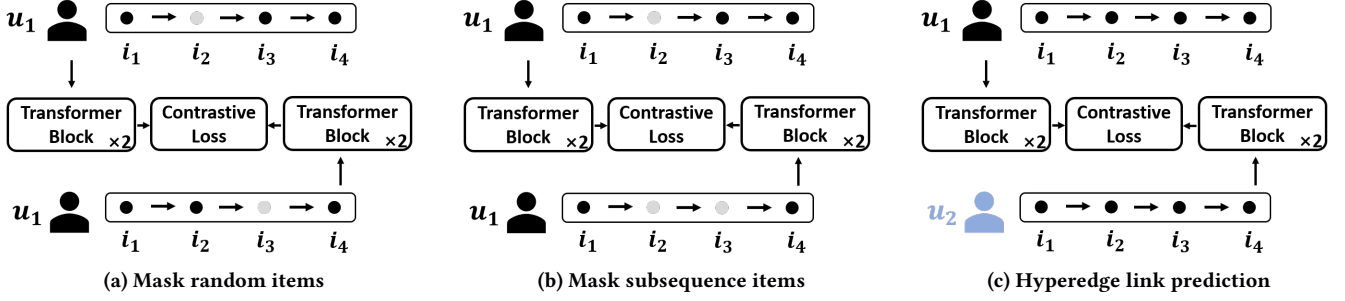 u₁
i₁ i₂ i₃ i₄
Transformer Block ×2
Contrastive Loss
Transformer Block ×2
u₁
i₁ i₂ i₃ i₄
(a) Mask random items
u₁
i₁ i₂ i₃ i₄
Transformer Block ×2
Contrastive Loss
Transformer Block ×2
u₁
i₁ i₂ i₃ i₄
(b) Mask subsequence items
u₁
i₁ i₂ i₃ i₄
Transformer Block ×2
Contrastive Loss
Transformer Block ×2
u₂
i₁ i₂ i₃ i₄
(c) Hyperedge link prediction